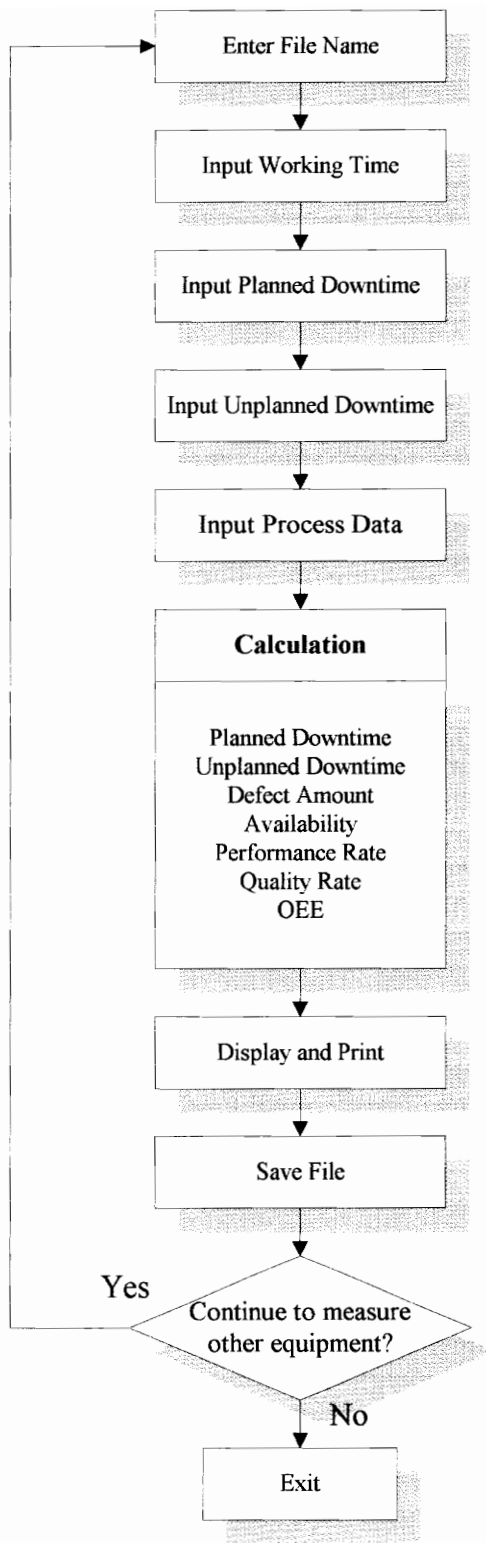 Enter File Name
Input Working Time
Input Planned Downtime
Input Unplanned Downtime
Input Process Data
Calculation
Planned Downtime
Unplanned Downtime
Defect Amount
Availability
Performance Rate
Quality Rate
OEE
Display and Print
Save File
Yes
Continue to measure
other equipment?
No
Exit